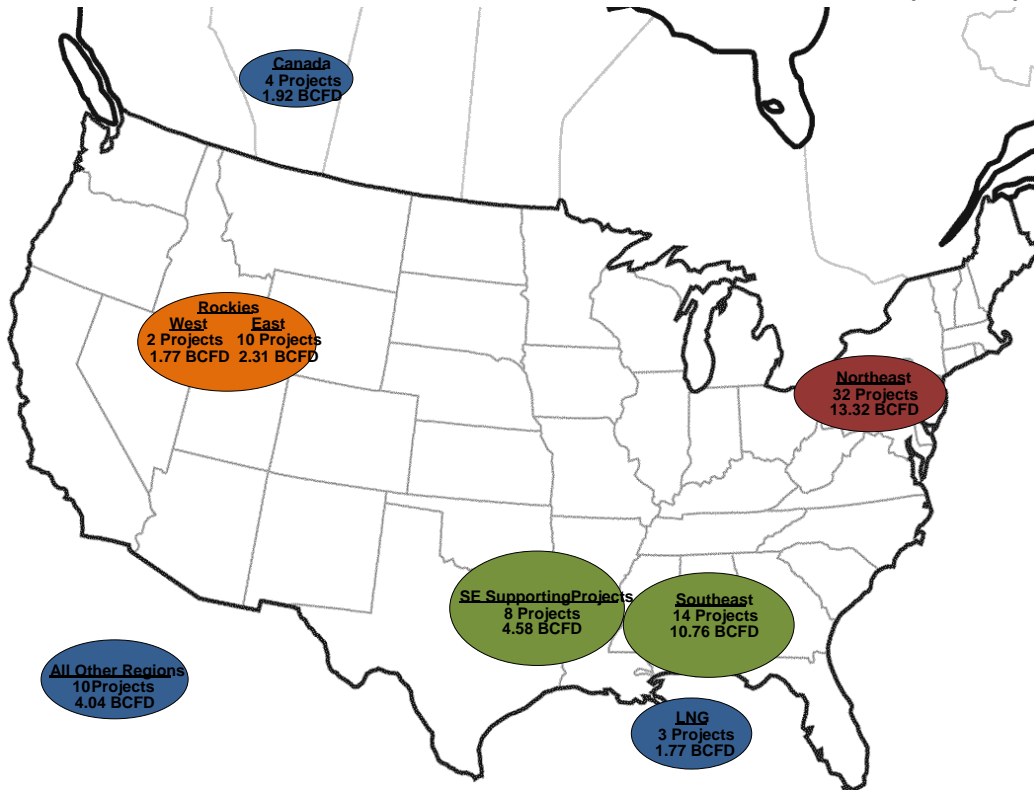 Canada
4 Projects
1.92 BCFD
Rockies
West East
2 Projects 10 Projects
1.77 BCFD 2.31 BCFD
Northeast
32 Projects
13.32 BCFD
SE SupportingProjects
8 Projects
4.58 BCFD
Southeast
14 Projects
10.76 BCFD
All Other Regions
10Projects
4.04 BCFD
LNG
3 Projects
1.77 BCFD